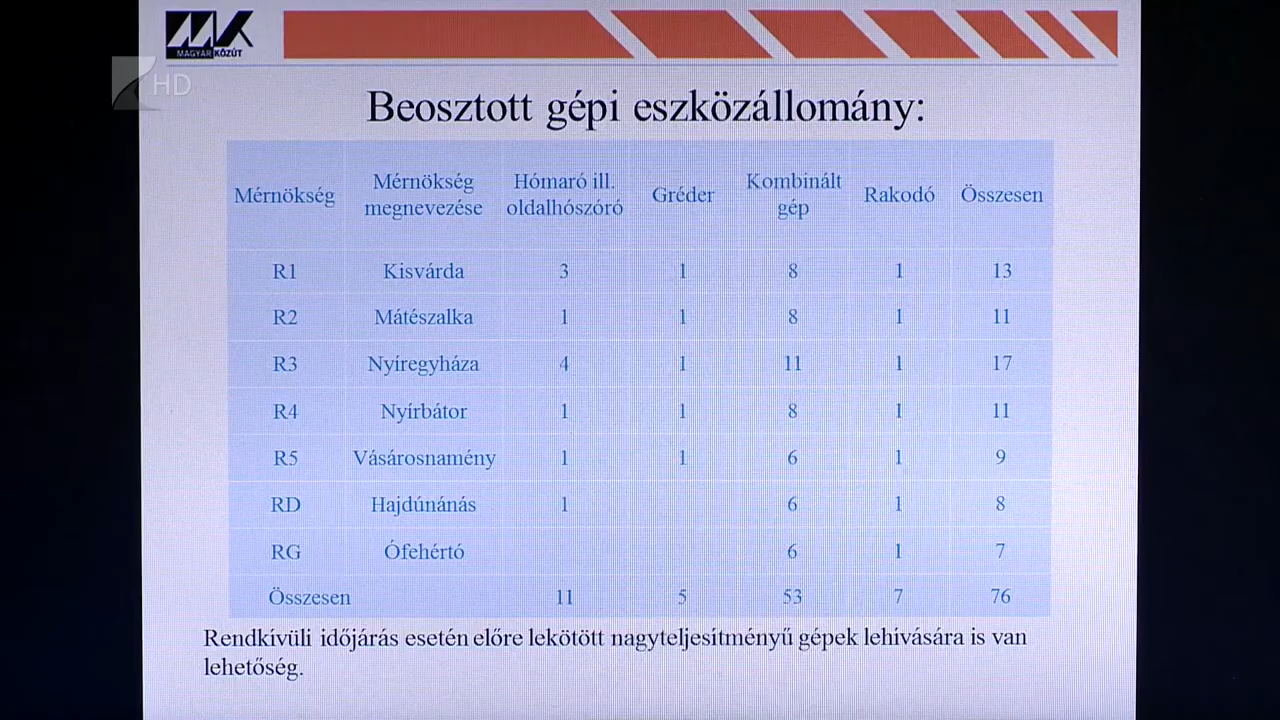 MAGYAR KÖZÚT
HD
Beosztott gépi eszközállomány:
Mérnökség Mérnökség megnevezése Hómaró ill. oldalhószóró Gréder Kombinált gép Rakodó Összesen
R1 Kisvárda 3 1 8 1 13
R2 Mátészalka 1 1 8 1 11
R3 Nyíregyháza 4 1 11 1 17
R4 Nyírbátor 1 1 8 1 11
R5 Vásárosnamény 1 1 6 1 9
RD Hajdúnánás 1 6 1 8
RG Ófehértó 6 1 7
Összesen 11 5 53 7 76
Rendkívüli időjárás esetén előre lekötött nagyteljesítményű gépek lehívására is van
lehetőség.